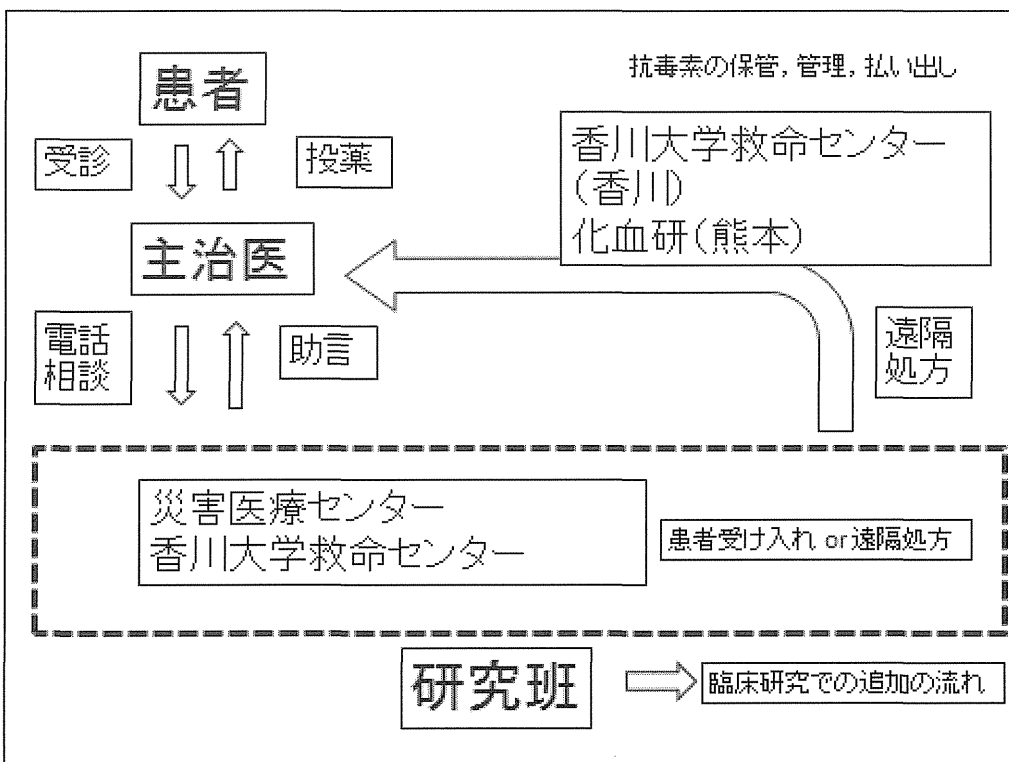 患者
抗毒素の保管, 管理, 払い出し
受診
投薬
香川大学救命センター
(香川)
化血研(熊本)
主治医
電話
相談
助言
遠隔
処方
災害医療センター
香川大学救命センター
患者受け入れ or遠隔処方
研究班
臨床研究での追加の流れ